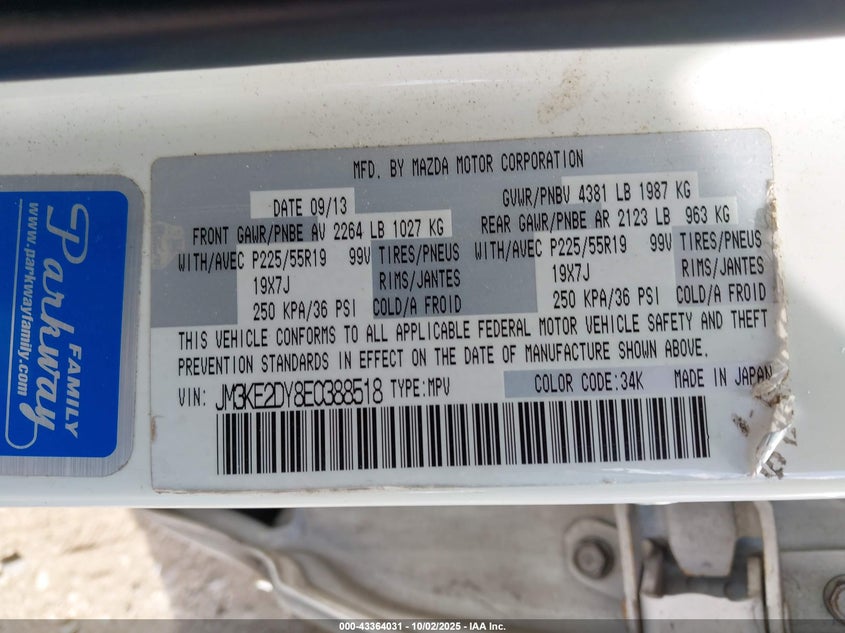 MFD. BY MAZDA MOTOR CORPORATION
DATE 09/13
GVWR/PNBV 4381 LB 1987 KG
FRONT GAWR/PNBE AV 2264 LB 1027 KG
REAR GAWR/PNBE AR 2123 LB 963 KG
WITH/AVEC P225/55R19 99V TIRES/PNEUS
WITH/AVEC P225/55R19 99V TIRES/PNEUS
19X7J RIMS/JANTES
19X7J RIMS/JANTES
250 KPA/36 PSI COLD/A FROID
250 KPA/36 PSI COLD/A FROID
THIS VEHICLE CONFORMS TO ALL APPLICABLE FEDERAL MOTOR VEHICLE SAFETY AND THEFT
PREVENTION STANDARDS IN EFFECT ON THE DATE OF MANUFACTURE SHOWN ABOVE.
VIN: JM3KE2DY8E0388518 TYPE:MPV COLOR CODE:34K MADE IN JAPAN
Parkway
FAMILY
www.parkwayfamily.com
000-43364031 - 10/02/2025 - IAA Inc.